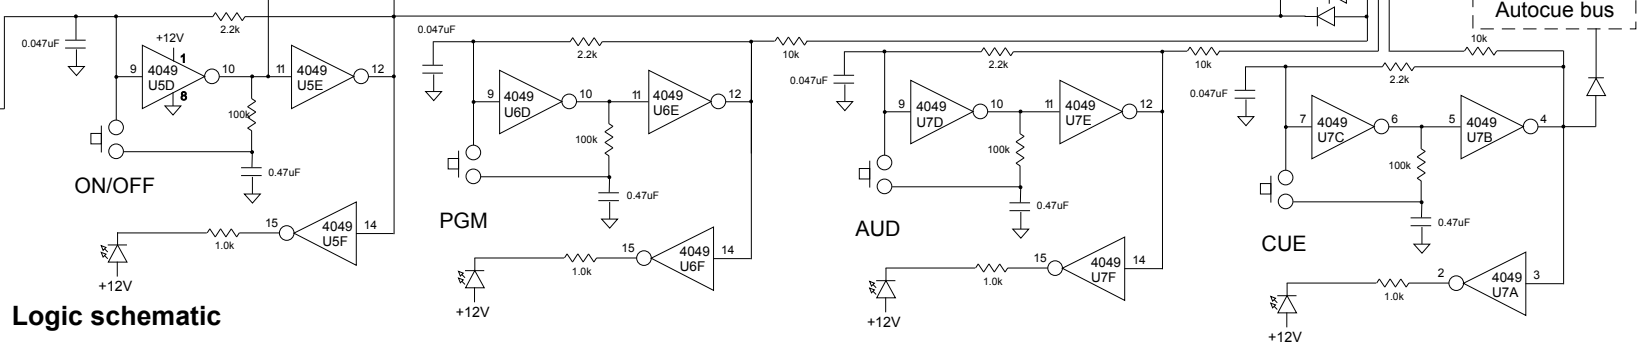 Autocue bus
0.047uF
2.2k
+12V
1
9
4049
U5D
10
8
11
4049
U5E
12
100k
0.47uF
ON/OFF
15
4049
U5F
14
1.0k
+12V
0.047uF
2.2k
10k
9
4049
U6D
10
11
4049
U6E
12
100k
0.47uF
PGM
15
4049
U6F
14
1.0k
+12V
0.047uF
2.2k
10k
9
4049
U7D
10
11
4049
U7E
12
100k
0.47uF
AUD
15
4049
U7F
14
1.0k
+12V
10k
0.047uF
2.2k
7
4049
U7C
6
5
4049
U7B
4
100k
0.47uF
CUE
2
4049
U7A
3
1.0k
+12V
Logic schematic